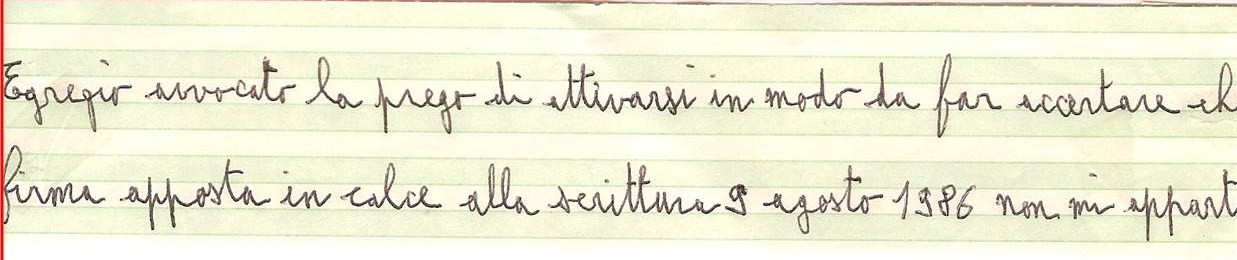 Egregio avvocato la prego di attivarsi in modo da far accertare ch
firma apposta in calce alla scrittura 9 agosto 1986 non mi appart